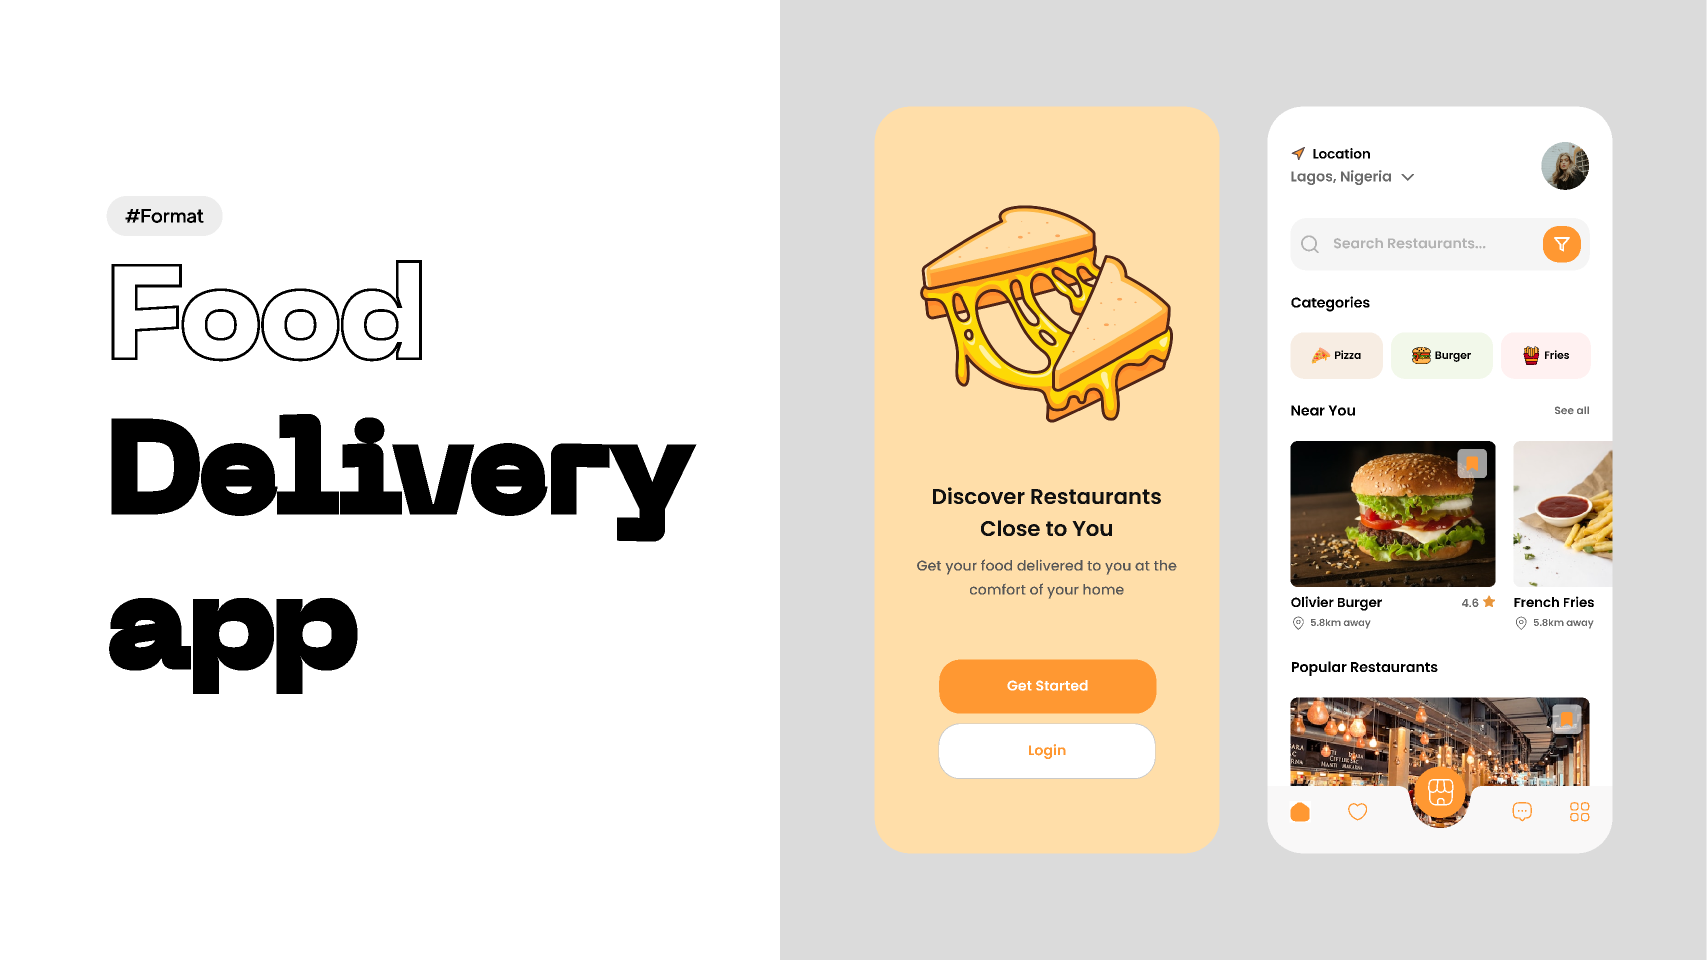 #Format
Food
Delivery
app
Discover Restaurants
Close to You
Get your food delivered to you at the
comfort of your home
Get Started
Login
Location
Lagos, Nigeria
Search Restaurants...
Categories
Pizza
Burger
Fries
Near You
See all
Olivier Burger
4.6
French Fries
5.8km away
5.8km away
Popular Restaurants